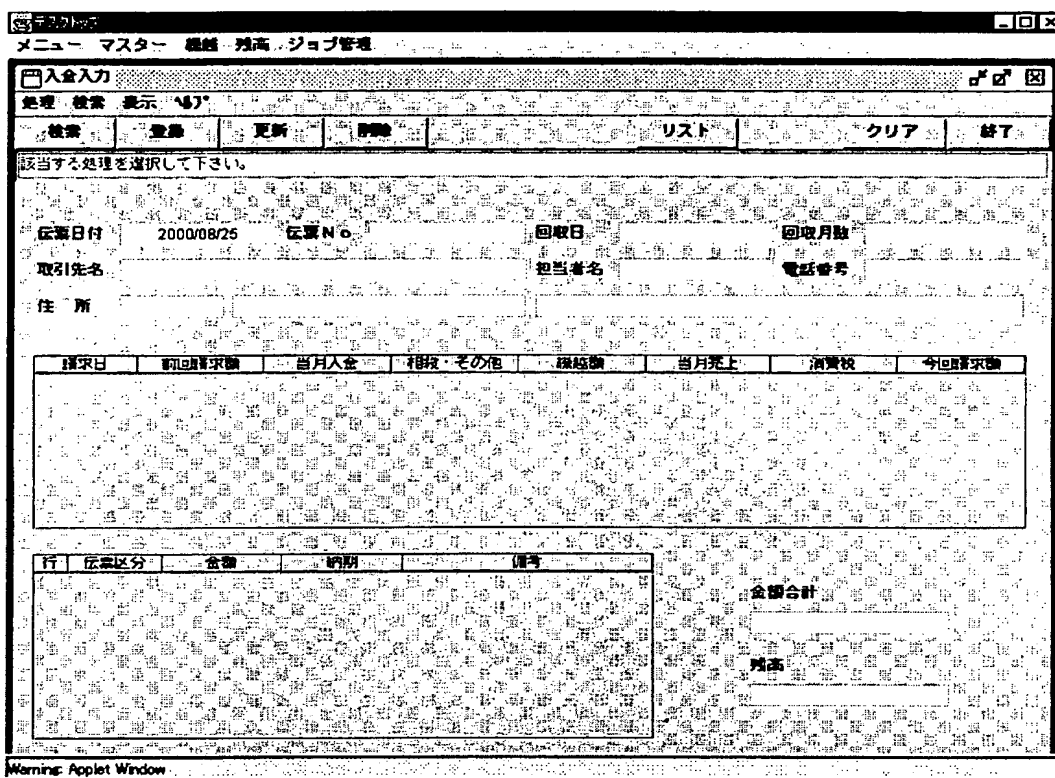 デスクトップ
メニュー マスター 繰越 残高 ジョブ管理
入金入力
処理 検索 表示 ﾍﾙﾌﾟ
検索 登録 更新 削除 リスト クリア 終了
該当する処理を選択して下さい。
伝票日付 2000/08/25 伝票No. 回収日 回収月数
取引先名 担当者名 電話番号
住 所
請求日 前回請求額 当月入金 相殺・その他 繰越額 当月売上 消費税 今回請求額
行 伝票区分 金額 納期 備考
金額合計
残高
Warning: Applet Window